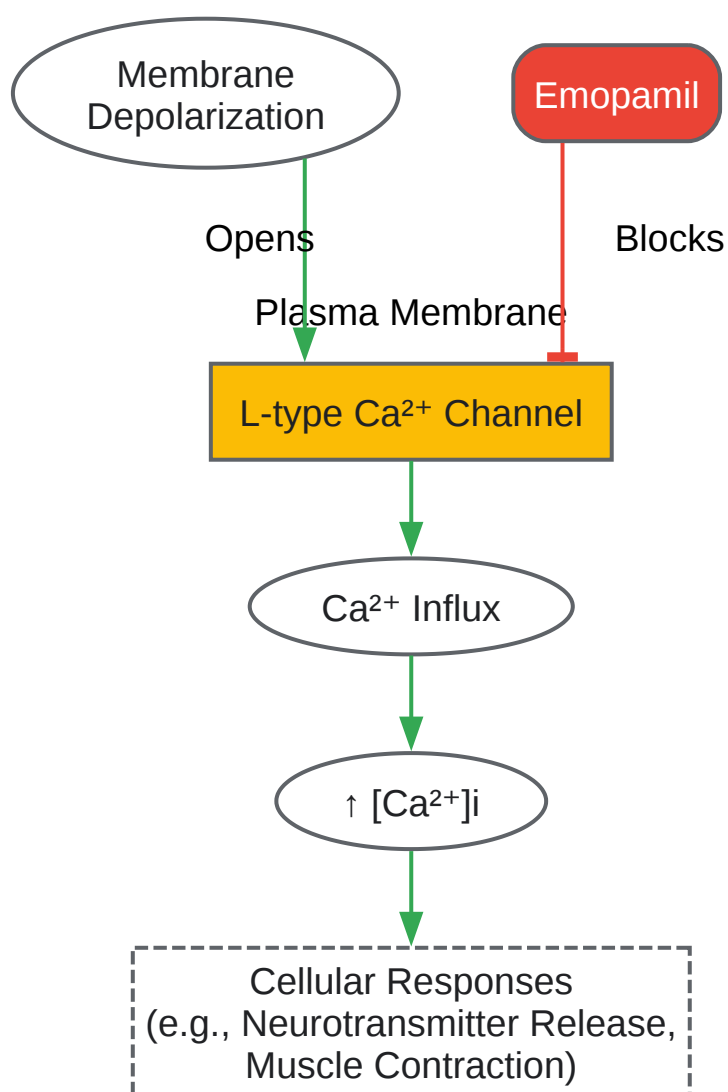 Membrane
Depolarization
Emopamil
Opens
Blocks
Plasma Membrane
L-type Ca²⁺ Channel
Ca²⁺ Influx
↑ [Ca²⁺]i
Cellular Responses
(e.g., Neurotransmitter Release,
Muscle Contraction)